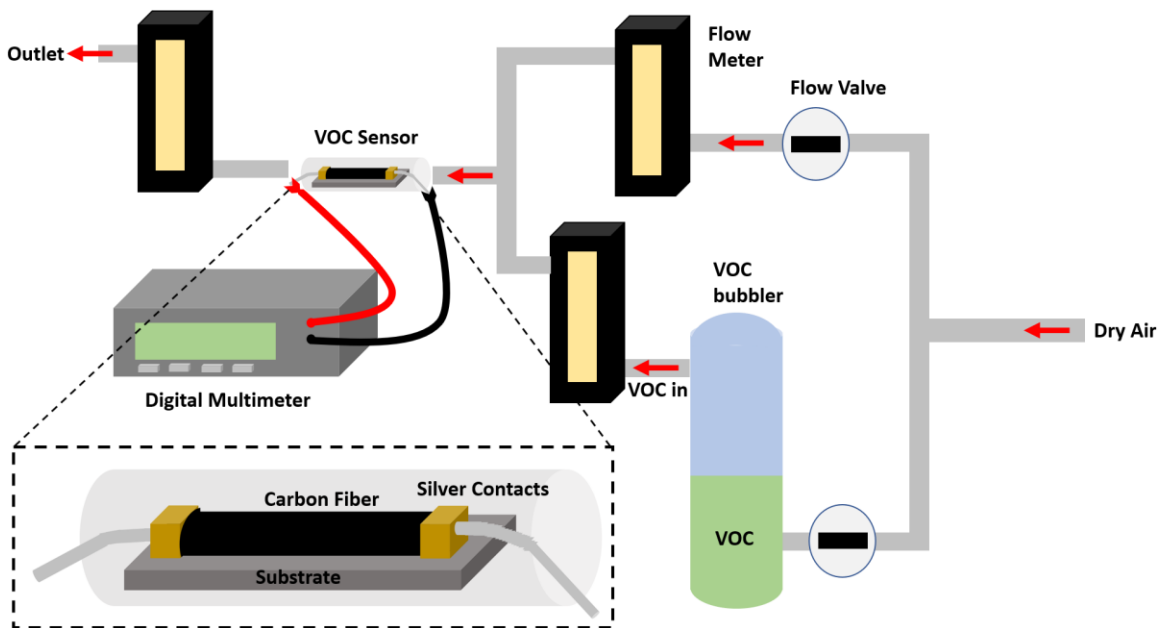 Outlet
Flow
Meter
Flow Valve
VOC Sensor
VOC
bubbler
Dry Air
VOC in
Digital Multimeter
Carbon Fiber
Silver Contacts
VOC
Substrate